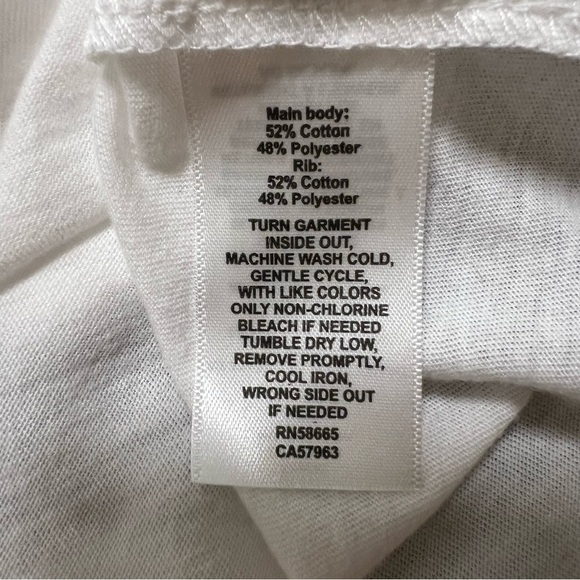 Main body:
52% Cotton
48% Polyester
Rib:
52% Cotton
48% Polyester
TURN GARMENT
INSIDE OUT,
MACHINE WASH COLD,
GENTLE CYCLE,
WITH LIKE COLORS
ONLY NON-CHLORINE
BLEACH IF NEEDED
TUMBLE DRY LOW,
REMOVE PROMPTLY,
COOL IRON,
WRONG SIDE OUT
IF NEEDED
RN58665
CA57963